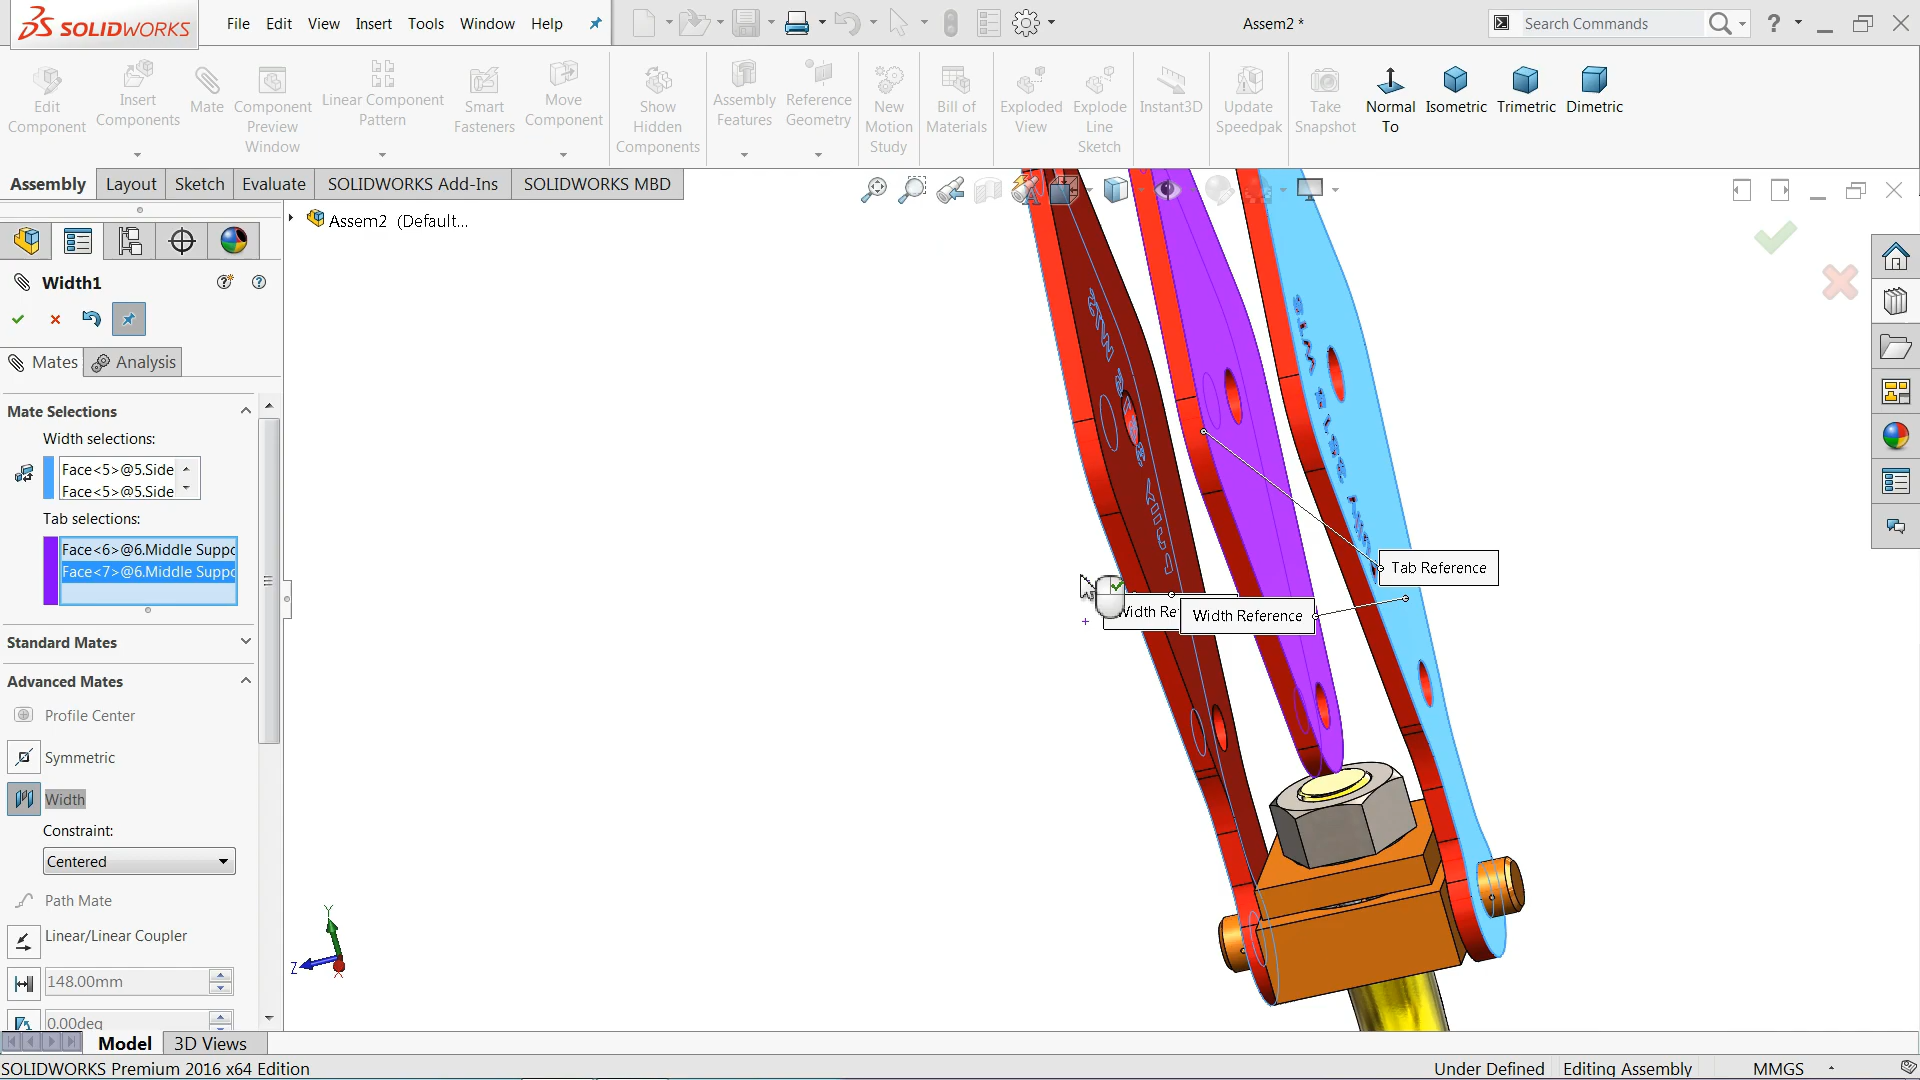 SOLIDWORKS
File Edit View Insert Tools Window Help
Assem2 *
Search Commands
Edit Component
Insert Components
Mate
Component Preview Window
Linear Component Pattern
Smart Fasteners
Move Component
Show Hidden Components
Assembly Features
Reference Geometry
New Motion Study
Bill of Materials
Exploded View
Explode Line Sketch
Instant3D
Update Speedpak
Take Snapshot
Normal To
Isometric
Trimetric
Dimetric
Assembly Layout Sketch Evaluate SOLIDWORKS Add-Ins SOLIDWORKS MBD
Assem2 (Default...
Width1
Mates Analysis
Mate Selections
Width selections:
Face<5>@5.Side
Face<5>@5.Side
Tab selections:
Face<6>@6.Middle Suppo
Face<7>@6.Middle Suppo
Standard Mates
Advanced Mates
Profile Center
Symmetric
Width
Constraint:
Centered
Path Mate
Linear/Linear Coupler
148.00mm
0.00deg
Tab Reference
Width Re
Width Reference
Y
Z
X
Model 3D Views
SOLIDWORKS Premium 2016 x64 Edition
Under Defined Editing Assembly MMGS